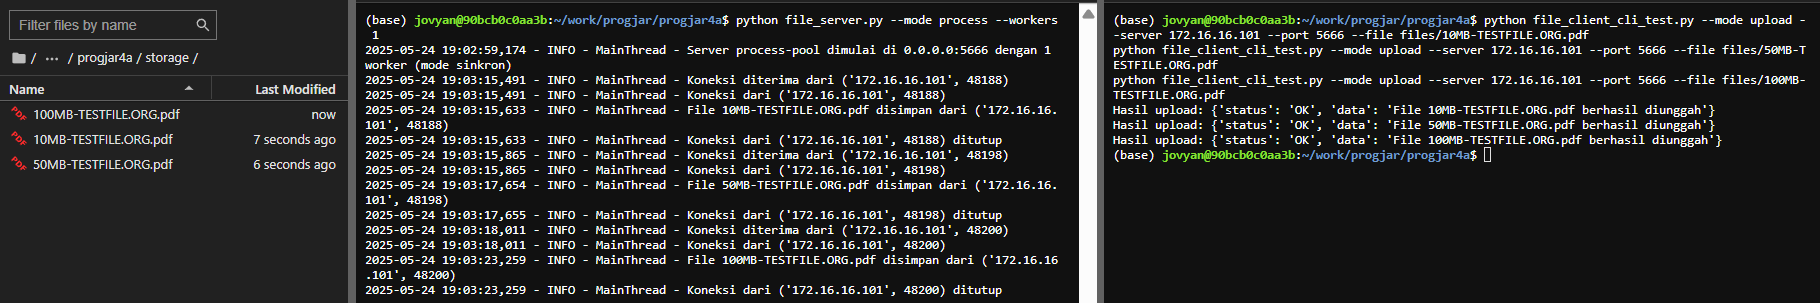 Filter files by name
/ ··· / progjar4a / storage /
Name Last Modified
100MB-TESTFILE.ORG.pdf now
10MB-TESTFILE.ORG.pdf 7 seconds ago
50MB-TESTFILE.ORG.pdf 6 seconds ago
(base) jovyan@90bcb0c0aa3b:~/work/progjar/progjar4a$ python file_server.py --mode process --workers
1
2025-05-24 19:02:59,174 - INFO - MainThread - Server process-pool dimulai di 0.0.0.0:5666 dengan 1
worker (mode sinkron)
2025-05-24 19:03:15,491 - INFO - MainThread - Koneksi diterima dari ('172.16.16.101', 48188)
2025-05-24 19:03:15,491 - INFO - MainThread - Koneksi dari ('172.16.16.101', 48188)
2025-05-24 19:03:15,633 - INFO - MainThread - File 10MB-TESTFILE.ORG.pdf disimpan dari ('172.16.16.
101', 48188)
2025-05-24 19:03:15,633 - INFO - MainThread - Koneksi dari ('172.16.16.101', 48188) ditutup
2025-05-24 19:03:15,865 - INFO - MainThread - Koneksi diterima dari ('172.16.16.101', 48198)
2025-05-24 19:03:15,865 - INFO - MainThread - Koneksi dari ('172.16.16.101', 48198)
2025-05-24 19:03:17,654 - INFO - MainThread - File 50MB-TESTFILE.ORG.pdf disimpan dari ('172.16.16.
101', 48198)
2025-05-24 19:03:17,655 - INFO - MainThread - Koneksi dari ('172.16.16.101', 48198) ditutup
2025-05-24 19:03:18,011 - INFO - MainThread - Koneksi diterima dari ('172.16.16.101', 48200)
2025-05-24 19:03:18,011 - INFO - MainThread - Koneksi dari ('172.16.16.101', 48200)
2025-05-24 19:03:23,259 - INFO - MainThread - File 100MB-TESTFILE.ORG.pdf disimpan dari ('172.16.16
.101', 48200)
2025-05-24 19:03:23,259 - INFO - MainThread - Koneksi dari ('172.16.16.101', 48200) ditutup
(base) jovyan@90bcb0c0aa3b:~/work/progjar/progjar4a$ python file_client_cli_test.py --mode upload -
-server 172.16.16.101 --port 5666 --file files/10MB-TESTFILE.ORG.pdf
python file_client_cli_test.py --mode upload --server 172.16.16.101 --port 5666 --file files/50MB-T
ESTFILE.ORG.pdf
python file_client_cli_test.py --mode upload --server 172.16.16.101 --port 5666 --file files/100MB-
TESTFILE.ORG.pdf
Hasil upload: {'status': 'OK', 'data': 'File 10MB-TESTFILE.ORG.pdf berhasil diunggah'}
Hasil upload: {'status': 'OK', 'data': 'File 50MB-TESTFILE.ORG.pdf berhasil diunggah'}
Hasil upload: {'status': 'OK', 'data': 'File 100MB-TESTFILE.ORG.pdf berhasil diunggah'}
(base) jovyan@90bcb0c0aa3b:~/work/progjar/progjar4a$